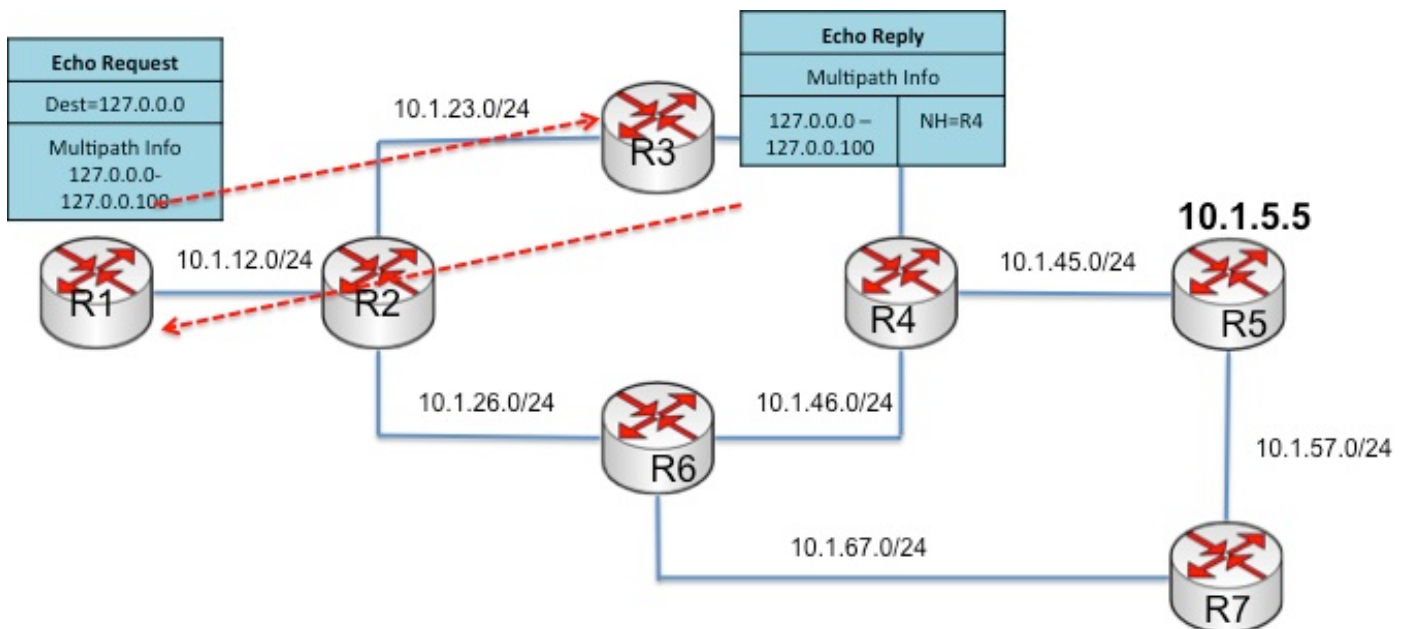 Echo Request
Dest=127.0.0.0
Multipath Info
127.0.0.0-
127.0.0.100
Echo Reply
Multipath Info
127.0.0.0 –
127.0.0.100
NH=R4
10.1.23.0/24
R3
10.1.5.5
R1
10.1.12.0/24
R2
R4
10.1.45.0/24
R5
10.1.26.0/24
R6
10.1.46.0/24
10.1.57.0/24
10.1.67.0/24
R7